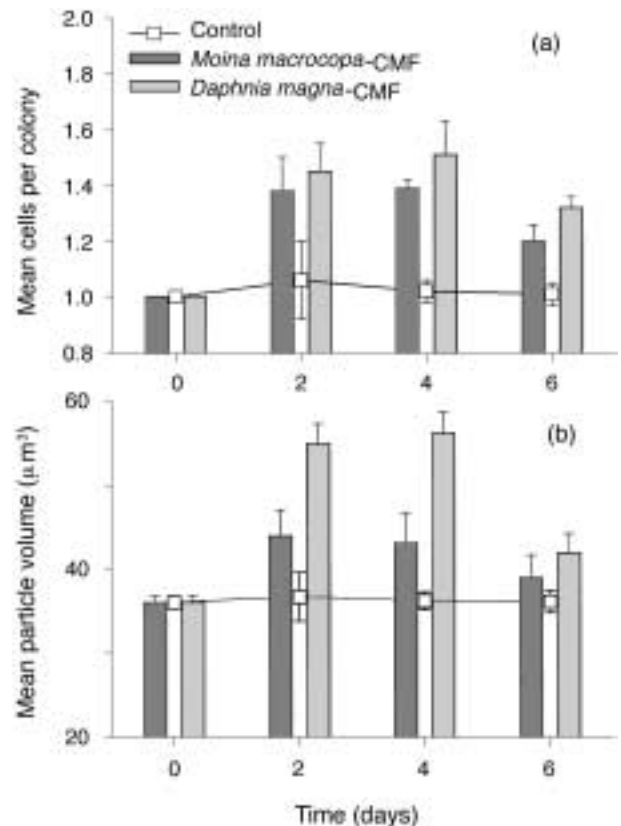 Control
Moina macrocopa-CMF
Daphnia magna-CMF
(a)
Mean cells per colony
2.0
1.8
1.6
1.4
1.2
1.0
0.8
0 2 4 6
(b)
Mean particle volume (μm³)
60
40
20
0 2 4 6
Time (days)